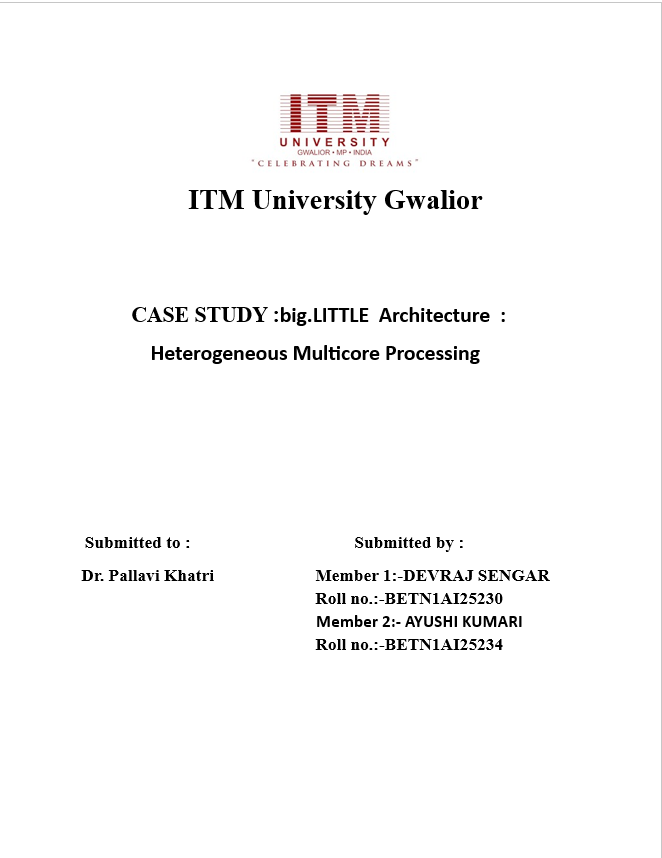 ITM
UNIVERSITY
GWALIOR • MP • INDIA
"CELEBRATING DREAMS"
ITM University Gwalior
CASE STUDY :big.LITTLE Architecture :
Heterogeneous Multicore Processing
Submitted to :
Dr. Pallavi Khatri
Submitted by :
Member 1:-DEVRAJ SENGAR
Roll no.:-BETN1AI25230
Member 2:- AYUSHI KUMARI
Roll no.:-BETN1AI25234